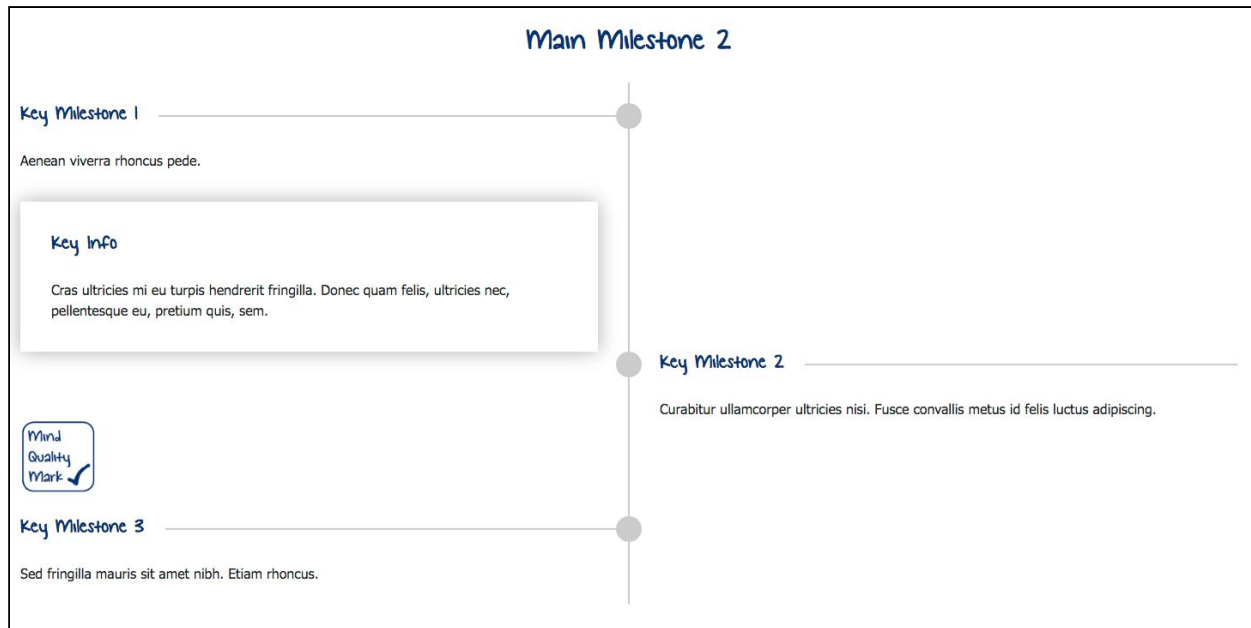 Main Milestone 2
Key Milestone 1
Aenean viverra rhoncus pede.
Key Info
Cras ultricies mi eu turpis hendrerit fringilla. Donec quam felis, ultricies nec,
pellentesque eu, pretium quis, sem.
Key Milestone 2
Curabitur ullamcorper ultricies nisi. Fusce convallis metus id felis luctus adipiscing.
Mind
Quality
Mark
Key Milestone 3
Sed fringilla mauris sit amet nibh. Etiam rhoncus.